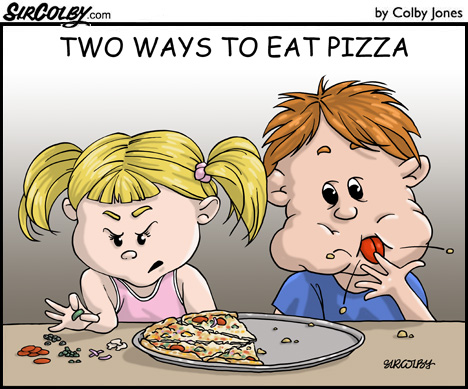 SIRCOLBY.com
by Colby Jones
TWO WAYS TO EAT PIZZA
SIRCOLBY